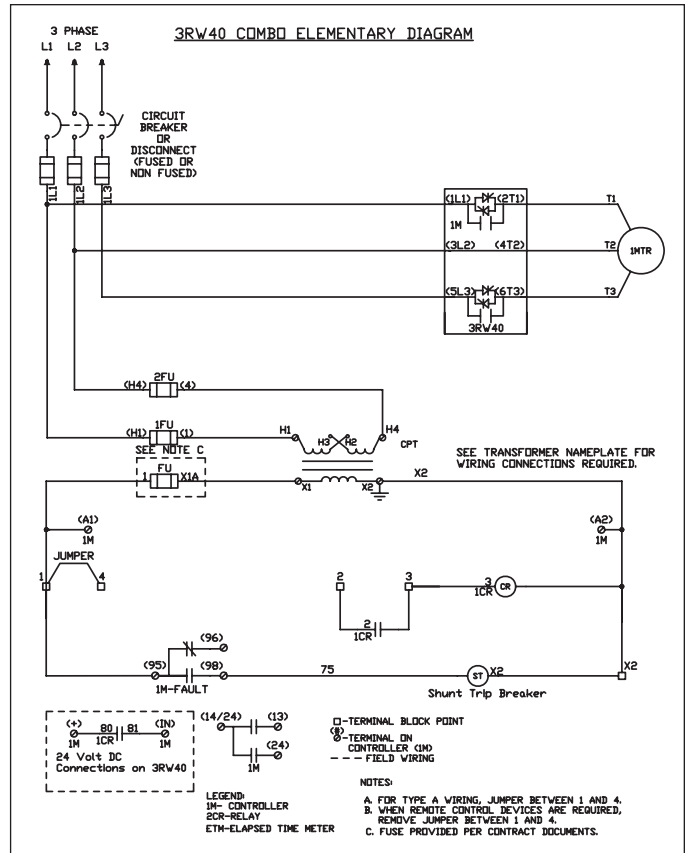 3RW40 COMBO ELEMENTARY DIAGRAM
3 PHASE
L1 L2 L3
CIRCUIT
BREAKER
OR
DISCONNECT
(FUSED OR
NON FUSED)
1L1
1L2
1L3
(1L1) (2T1)
1M
T1
(3L2) (4T2)
T2
1MTR
(5L3) (6T3)
T3
3RW40
2FU
(H4) (4)
1FU
(H1) (1)
H1 H3 H2 H4
CPT
SEE NOTE C
FU
1 X1A
X1 X2
X2
SEE TRANSFORMER NAMEPLATE FOR
WIRING CONNECTIONS REQUIRED.
(A1)
1M
(A2)
1M
JUMPER
1 4
2 3
3
1CR
CR
2
1CR
(96)
(95) (98)
1M-FAULT
75
ST
X2
X2
Shunt Trip Breaker
(+) 80 81 (IN)
1M 1CR 1M
24 Volt DC
Connections on 3RW40
(14/24) (13)
(24)
1M
-TERMINAL BLOCK POINT
(#)
-TERMINAL ON
CONTROLLER (1M)
---- FIELD WIRING
LEGEND:
1M- CONTROLLER
2CR-RELAY
ETM-ELAPSED TIME METER
NOTES:
A. FOR TYPE A WIRING, JUMPER BETWEEN 1 AND 4.
B. WHEN REMOTE CONTROL DEVICES ARE REQUIRED,
REMOVE JUMPER BETWEEN 1 AND 4.
C. FUSE PROVIDED PER CONTRACT DOCUMENTS.